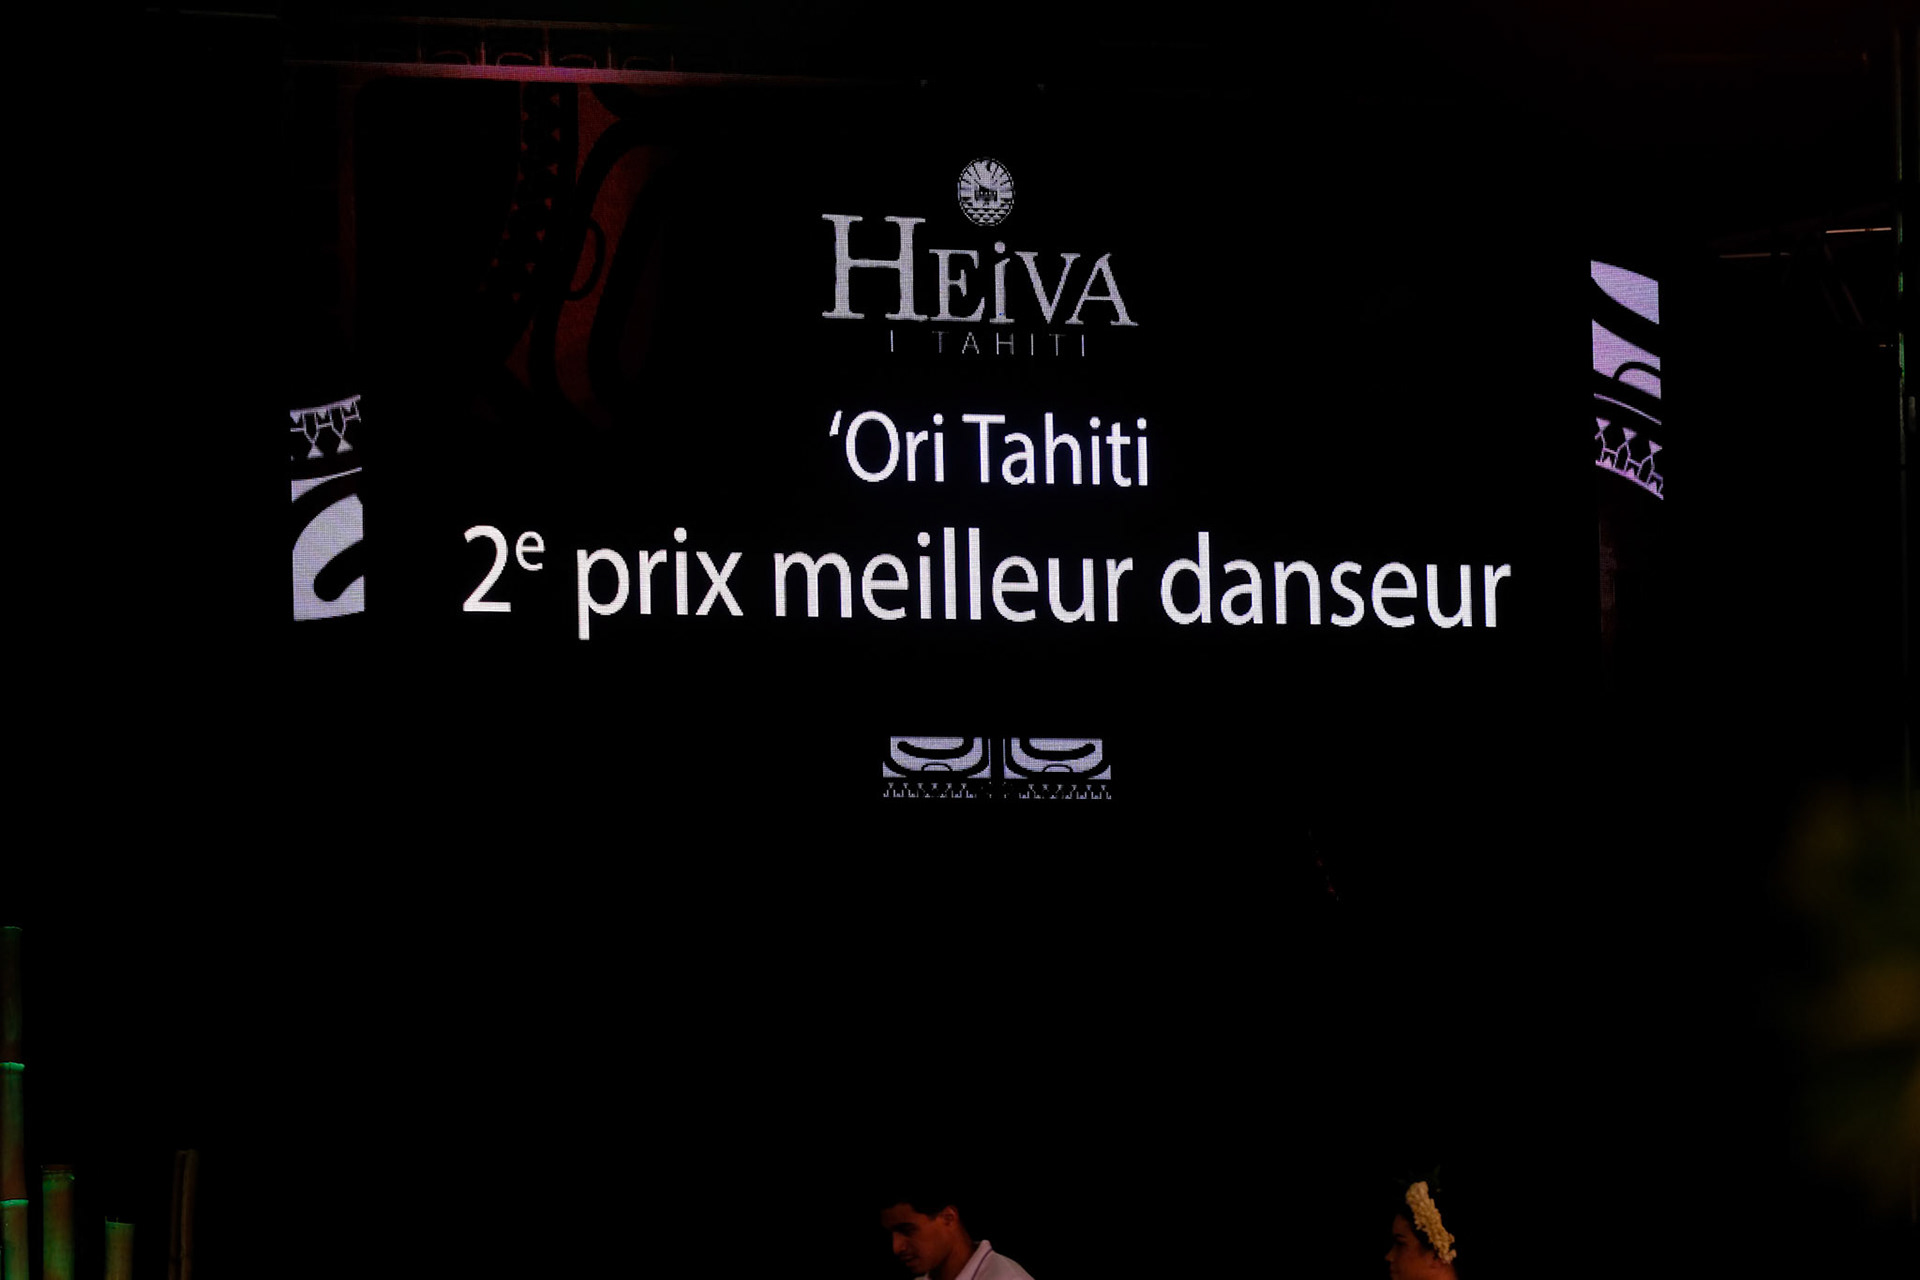 HEiVA
I TAHITI
‘Ori Tahiti
2e prix meilleur danseur